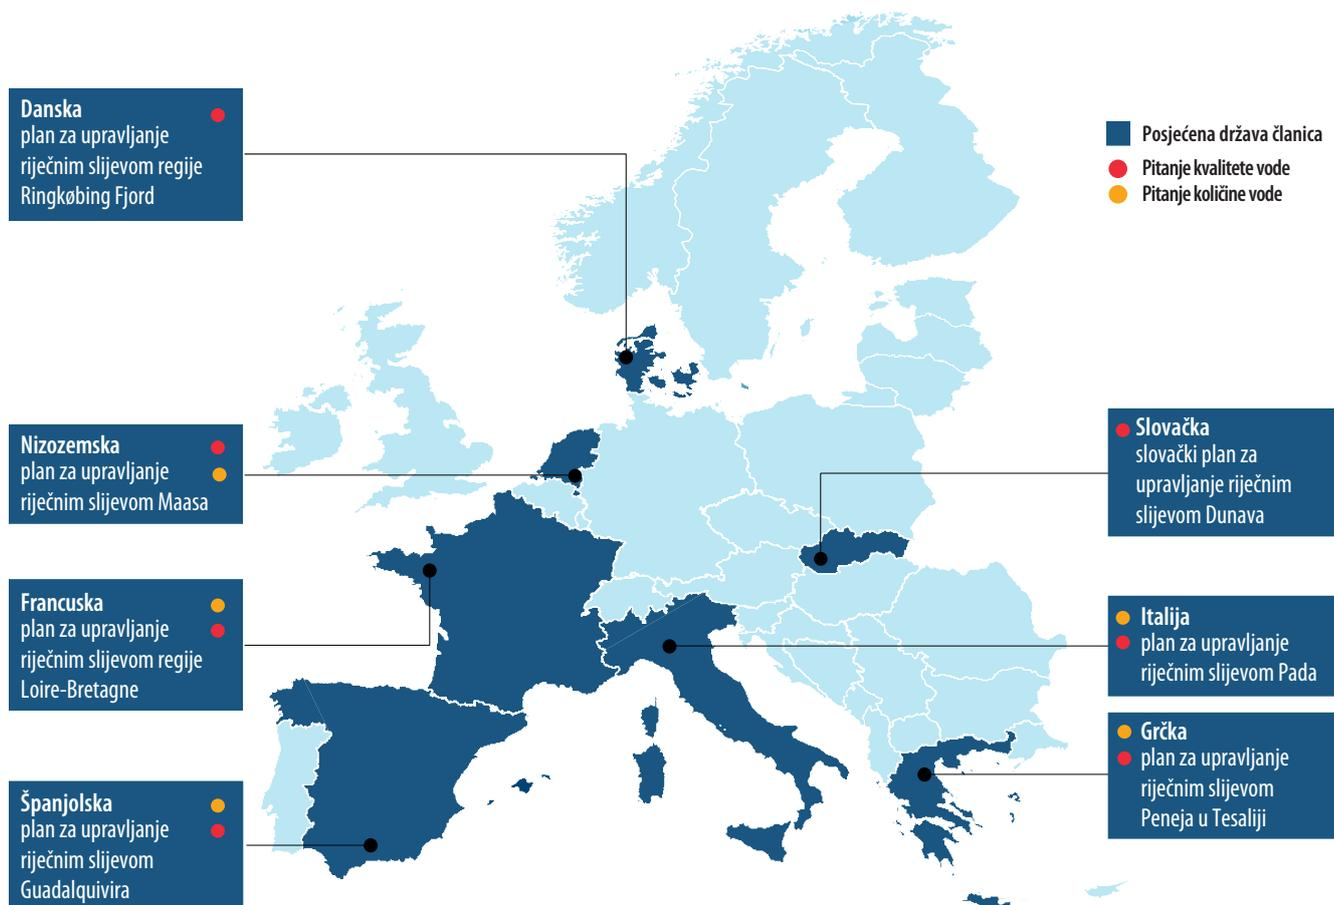 Danska
plan za upravljanje
riječnim slijevom regije
Ringkøbing Fjord
Posjećena država članica
Pitanje kvalitete vode
Pitanje količine vode
Nizozemska
plan za upravljanje
riječnim slijevom Maasa
Slovačka
slovački plan za
upravljanje riječnim
slijevom Dunava
Francuska
plan za upravljanje
riječnim slijevom regije
Loire-Bretagne
Italija
plan za upravljanje
riječnim slijevom Pada
Grčka
plan za upravljanje
riječnim slijevom
Peneja u Tesaliji
Španjolska
plan za upravljanje
riječnim slijevom
Guadalquivira